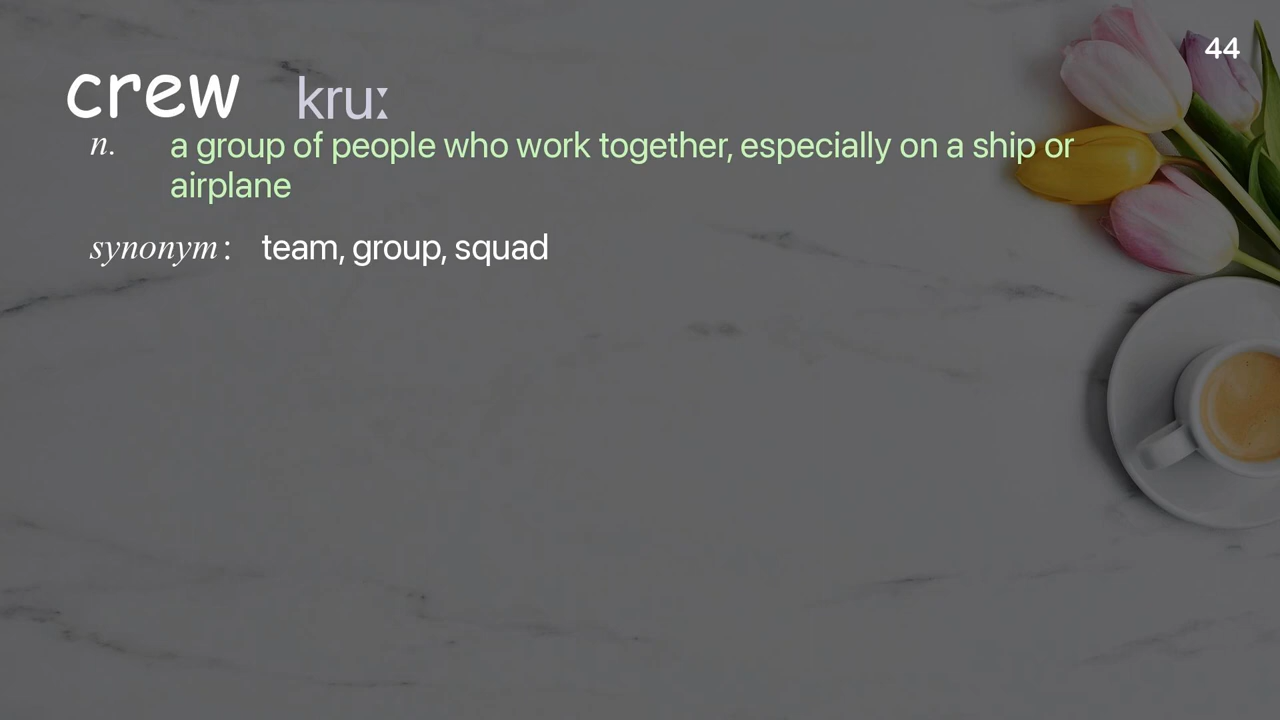 44
crew kruː
n. a group of people who work together, especially on a ship or
airplane
synonym: team, group, squad